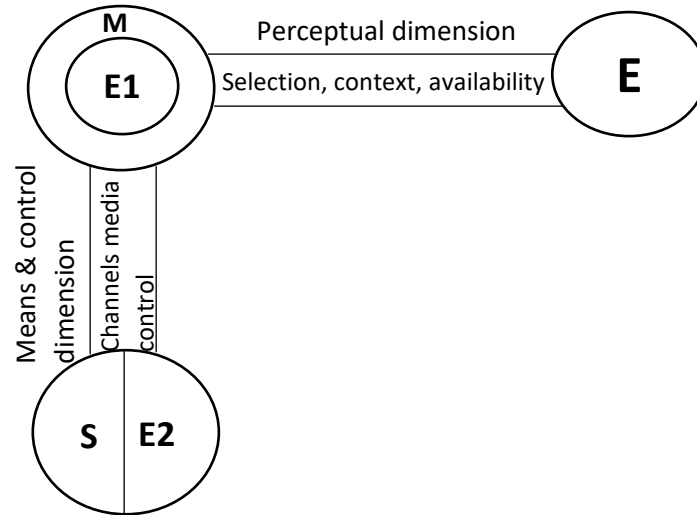 M
E1
Perceptual dimension
Selection, context, availability
E
Means & control
dimension
Channels media
control
S
E2